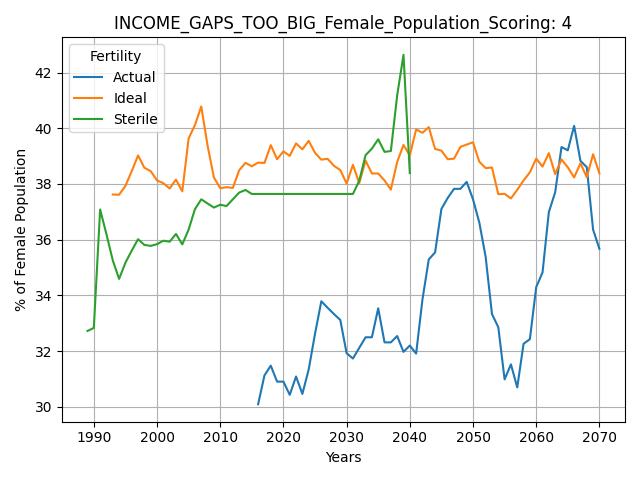 INCOME_GAPS_TOO_BIG_Female_Population_Scoring: 4
Fertility
Actual
Ideal
Sterile
% of Female Population
42
40
38
36
34
32
30
1990 2000 2010 2020 2030 2040 2050 2060 2070
Years